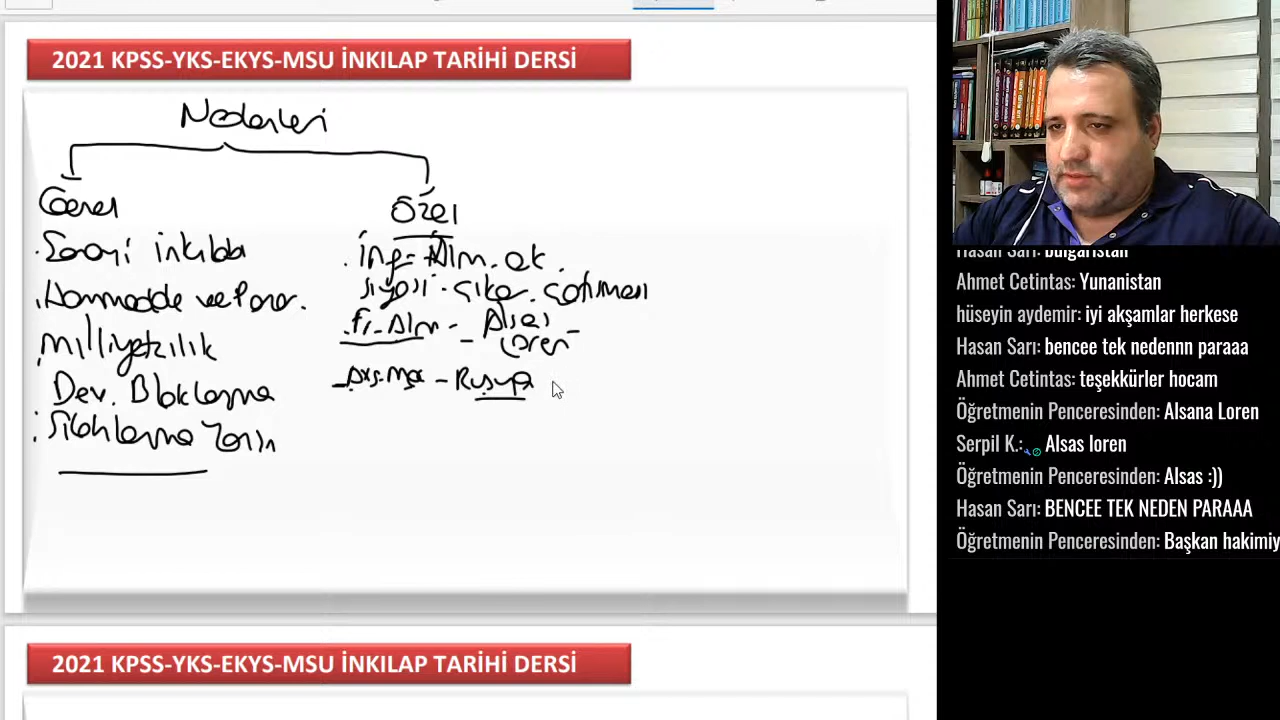 2021 KPSS-YKS-EKYS-MSU İNKILAP TARİHİ DERSİ
Nedenleri
Genel
Özel
. Sanayi inkılabı
. Hammadde ve Pazar.
. Milliyetçilik
Dev. Bloklaşma
: Silahlanma Yarışı
. İng-Alm. ek.
siyasi. çıkar. çatışması
. Fr-Alm - Alsas
- Loren -
- Avs-Mac - Rusya
2021 KPSS-YKS-EKYS-MSU İNKILAP TARİHİ DERSİ
Hasan Sarı: Bulgaristan
Ahmet Cetintas: Yunanistan
hüseyin aydemir: iyi akşamlar herkese
Hasan Sarı: bencee tek nedennn paraaa
Ahmet Cetintas: teşekkürler hocam
Öğretmenin Penceresinden: Alsana Loren
Serpil K.: Alsas loren
Öğretmenin Penceresinden: Alsas :))
Hasan Sarı: BENCEE TEK NEDEN PARAAA
Öğretmenin Penceresinden: Başkan hakimiy